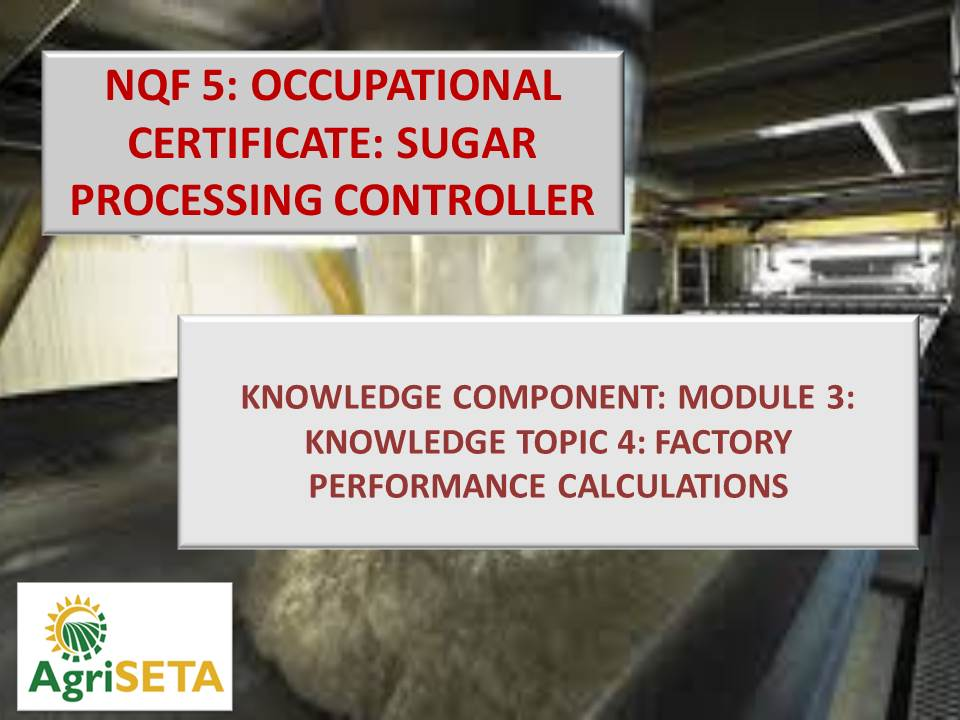 NQF 5: OCCUPATIONAL
CERTIFICATE: SUGAR
PROCESSING CONTROLLER
KNOWLEDGE COMPONENT: MODULE 3:
KNOWLEDGE TOPIC 4: FACTORY
PERFORMANCE CALCULATIONS
AgriSETA